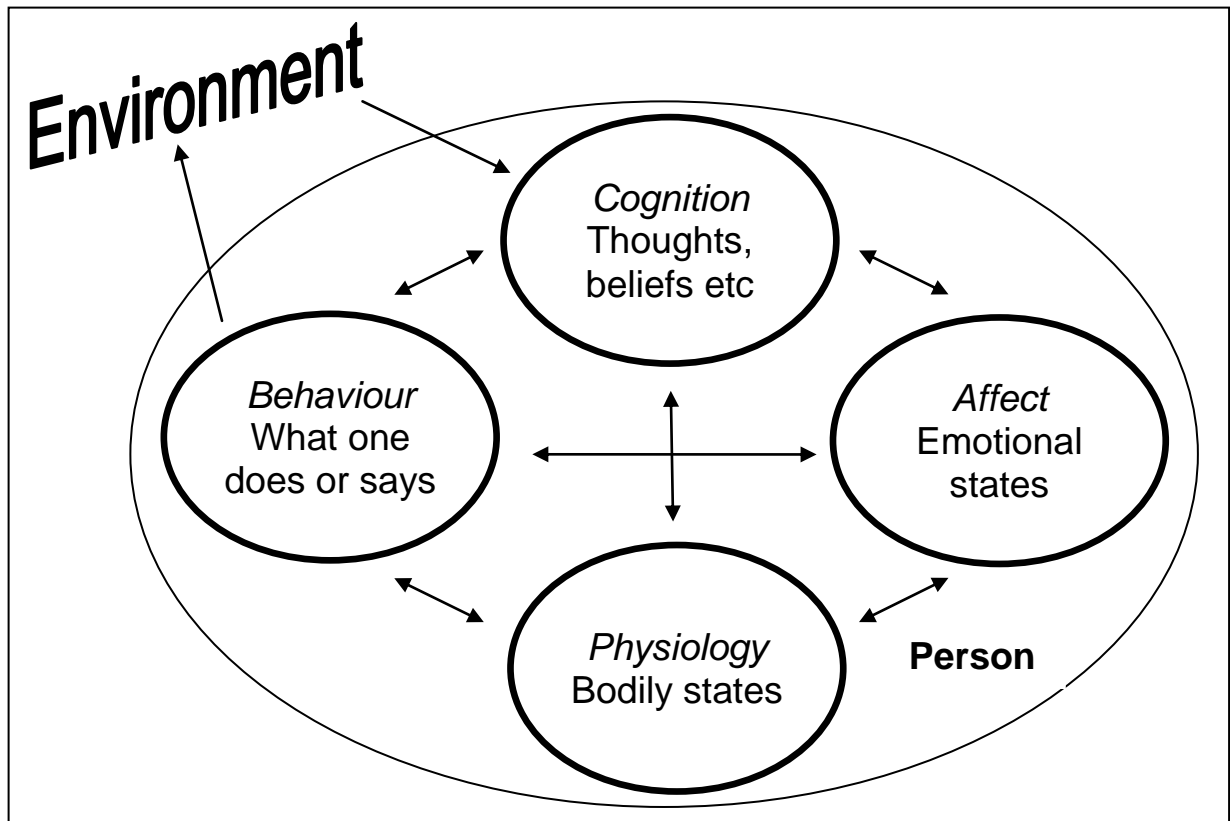 Environment
Cognition
Thoughts,
beliefs etc
Behaviour
What one
does or says
Affect
Emotional
states
Physiology
Bodily states
Person